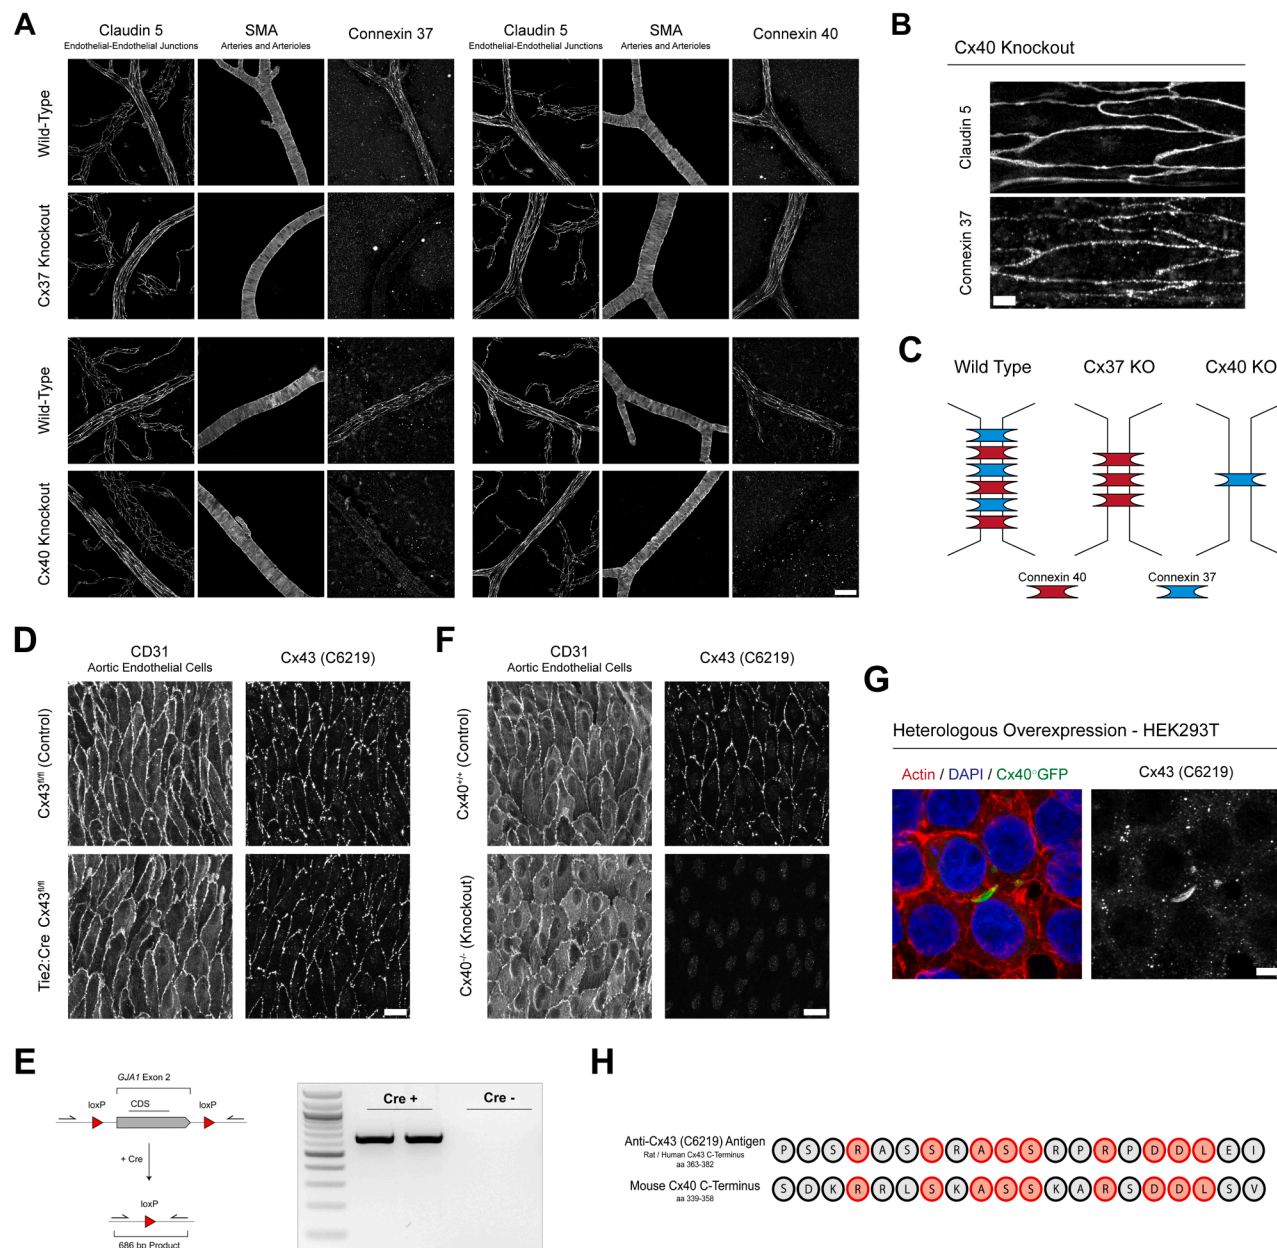 A
Claudin 5
Endothelial-Endothelial Junctions
SMA
Arteries and Arterioles
Connexin 37
Claudin 5
Endothelial-Endothelial Junctions
SMA
Arteries and Arterioles
Connexin 40
Wild-Type
Cx37 Knockout
Wild-Type
Cx40 Knockout
B
Cx40 Knockout
Claudin 5
Connexin 37
C
Wild Type
Cx37 KO
Cx40 KO
Connexin 40
Connexin 37
D
CD31
Aortic Endothelial Cells
Cx43 (C6219)
Cx43fl/fl (Control)
Tie2:Cre Cx43fl/fl
F
CD31
Aortic Endothelial Cells
Cx43 (C6219)
Cx40+/+ (Control)
Cx40-/- (Knockout)
G
Heterologous Overexpression - HEK293T
Actin / DAPI / Cx40°GFP
Cx43 (C6219)
E
GJA1 Exon 2
loxP
CDS
loxP
+ Cre
loxP
686 bp Product
Cre +
Cre -
H
Anti-Cx43 (C6219) Antigen
Rat / Human Cx43 C-Terminus
aa 363-382
P S S R A S S R A S S R P R P D D L E I
Mouse Cx40 C-Terminus
aa 339-358
S D K R R L S K A S S K A R S D D L S V